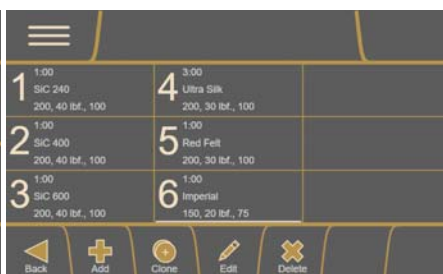 1
1:00
SiC 240
200, 40 lbf., 100
2
1:00
SiC 400
200, 40 lbf., 100
3
1:00
SiC 600
200, 40 lbf., 100
4
3:00
Ultra Silk
200, 30 lbf., 100
5
1:00
Red Felt
200, 30 lbf., 100
6
1:00
Imperial
150, 20 lbf., 75
Back Add Clone Edit Delete